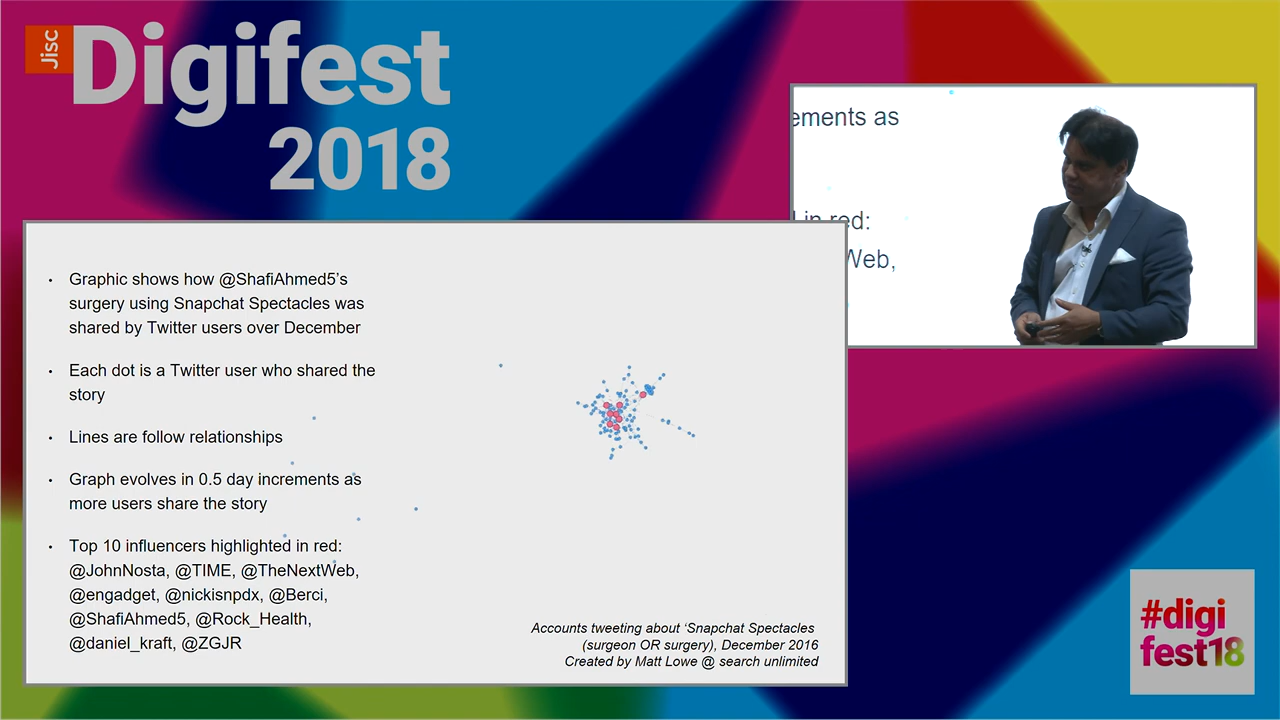 Jisc
Digifest
2018
ements as
in red:
Web,
• Graphic shows how @ShafiAhmed5’s
surgery using Snapchat Spectacles was
shared by Twitter users over December
• Each dot is a Twitter user who shared the
story
• Lines are follow relationships
• Graph evolves in 0.5 day increments as
more users share the story
• Top 10 influencers highlighted in red:
@JohnNosta, @TIME, @TheNextWeb,
@engadget, @nickisnpdx, @Berci,
@ShafiAhmed5, @Rock_Health,
@daniel_kraft, @ZGJR
Accounts tweeting about ‘Snapchat Spectacles
(surgeon OR surgery), December 2016
Created by Matt Lowe @ search unlimited
#digi
fest18